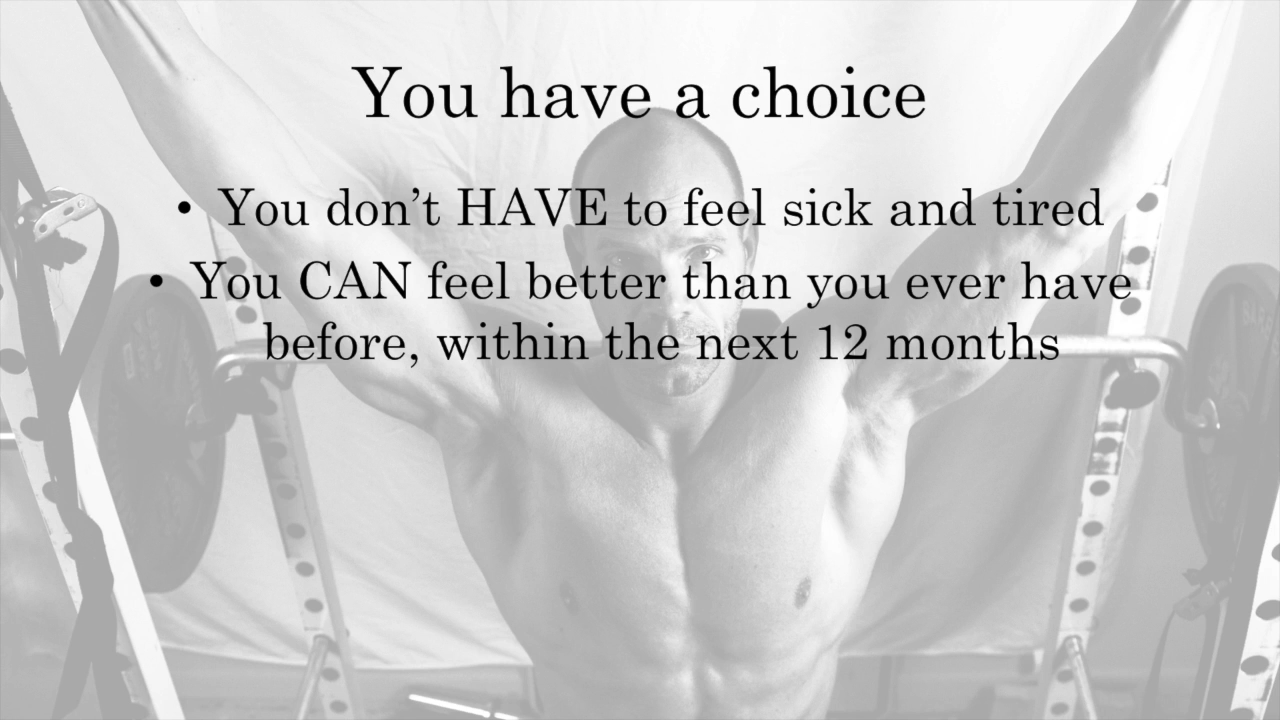 You have a choice
• You don’t HAVE to feel sick and tired
• You CAN feel better than you ever have
before, within the next 12 months